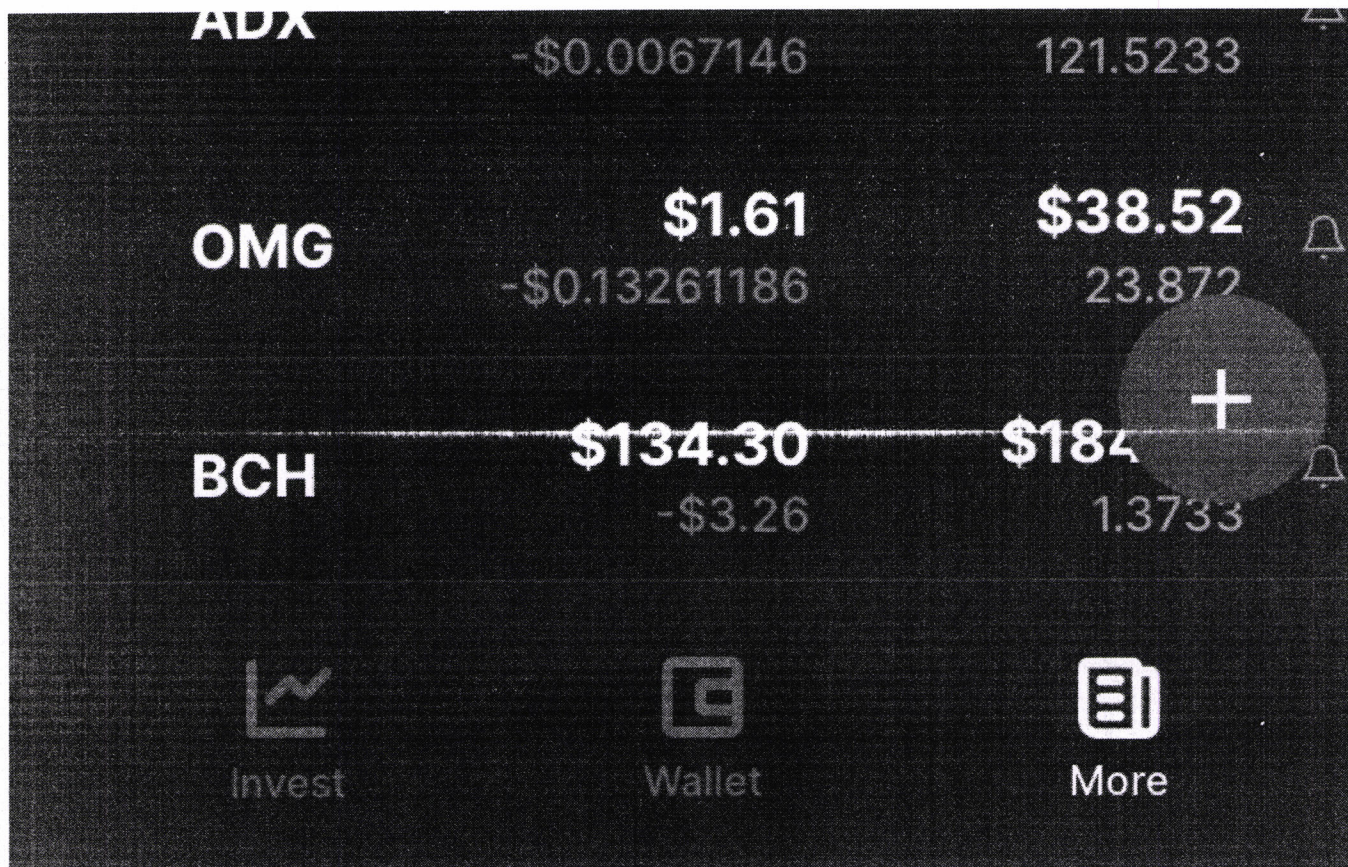 ADX
-$0.0067146 121.5233
$1.61 $38.52
OMG
-$0.13261186 23.872
$134.30 $184
BCH
-$3.26 1.3733
Invest Wallet More